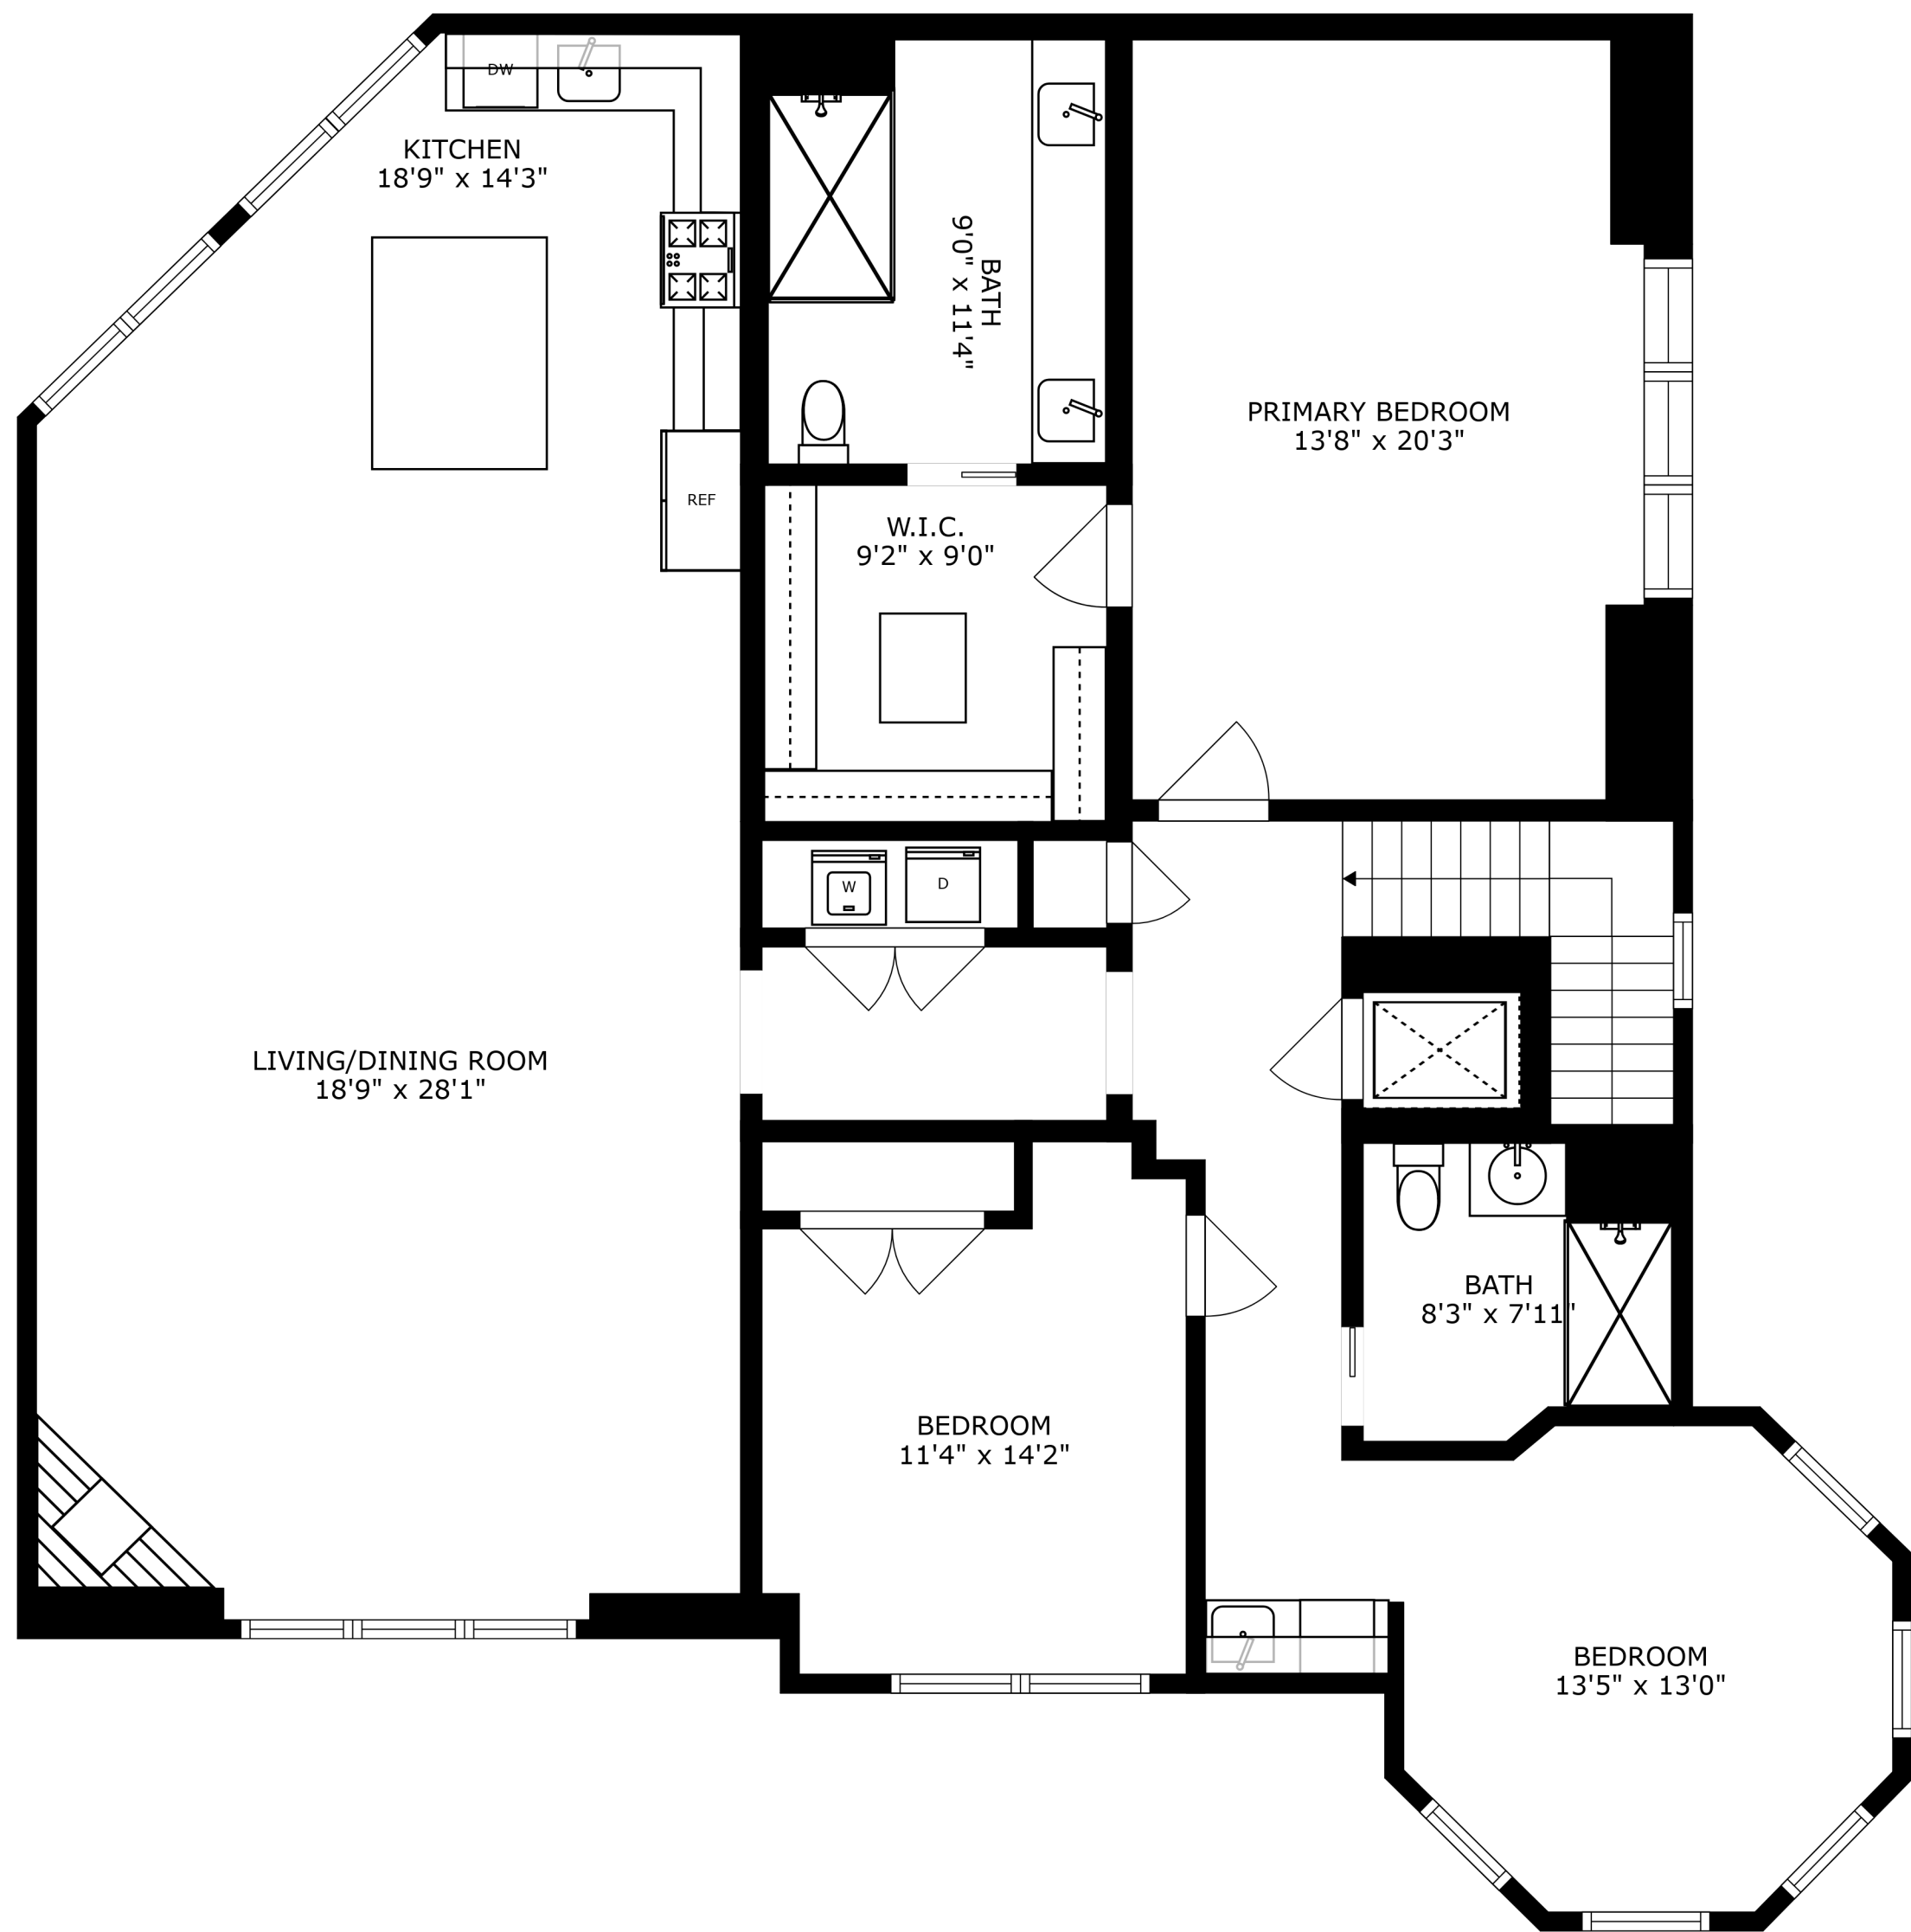 DW
KITCHEN
18'9" x 14'3"
BATH
9'0" x 11'4"
PRIMARY BEDROOM
13'8" x 20'3"
REF
W.I.C.
9'2" x 9'0"
W
D
LIVING/DINING ROOM
18'9" x 28'1"
BATH
8'3" x 7'11"
BEDROOM
11'4" x 14'2"
BEDROOM
13'5" x 13'0"